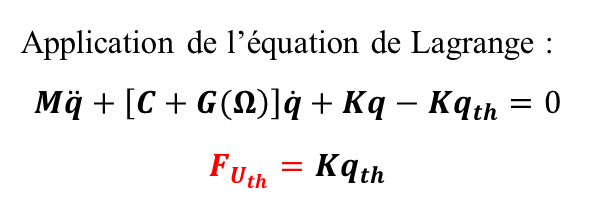 Application de l’équation de Lagrange :
Mq̈ + [C + G(Ω)]q̇ + Kq − Kq_th = 0
F_U_th = Kq_th